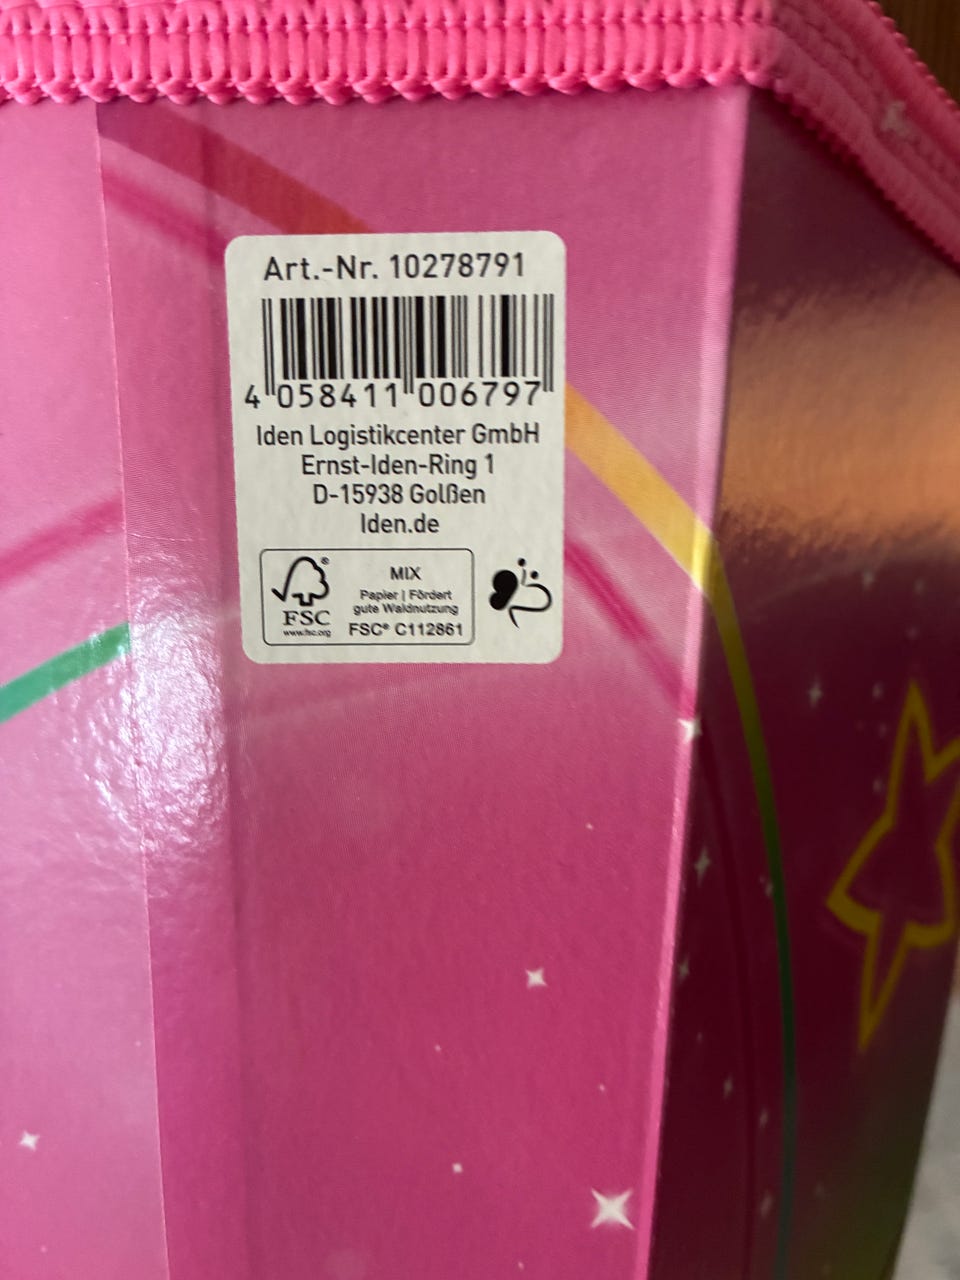 Art.-Nr. 10278791
4 058411 006797
Iden Logistikcenter GmbH
Ernst-Iden-Ring 1
D-15938 Golßen
Iden.de
FSC®
www.fsc.org
MIX
Papier | Fördert
gute Waldnutzung
FSC® C112861